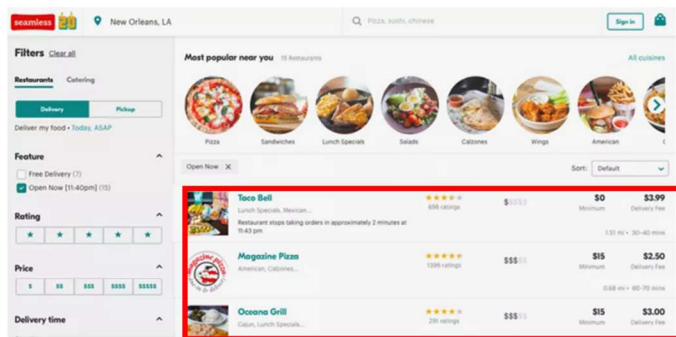 seamless 20
New Orleans, LA
Pizza, sushi, chinese
Sign in
Filters Clear all
Restaurants Catering
Delivery Pickup
Deliver my food • Today, ASAP
Feature
Free Delivery (7)
Open Now [11:40pm] (15)
Rating
Price
$ $$ $$$ $$$$ $$$$$
Delivery time
Most popular near you 15 Restaurants
All cuisines
Pizza Sandwiches Lunch Specials Salads Calzones Wings American
Open Now X
Sort: Default
Taco Bell
Lunch Specials, Mexican...
Restaurant stops taking orders in approximately 2 minutes at
11:43 pm
ratings
$$$$$
$0 $3.99
Minimum Delivery Fee
1.51 mi • 30-40 mins
Magazine Pizza
American, Calzones...
1399 ratings
$$$$$
$15 $2.50
Minimum Delivery Fee
0.68 mi • 60-70 mins
Oceana Grill
Cajun, Lunch Specials...
291 ratings
$$$$$
$15 $3.00
Minimum Delivery Fee